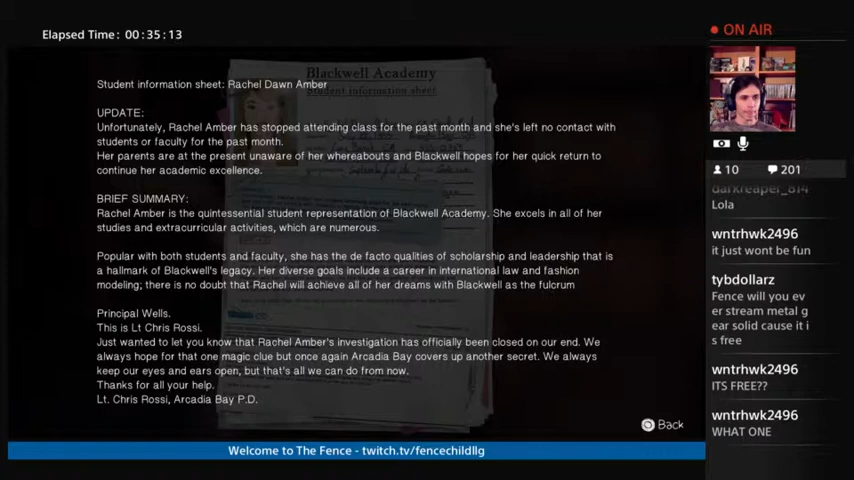 Elapsed Time : 00:35:13
ON AIR
Blackwell Academy
Student information sheet
Student information sheet: Rachel Dawn Amber
UPDATE:
Unfortunately, Rachel Amber has stopped attending class for the past month and she's left no contact with
students or faculty for the past month.
Her parents are at the present unaware of her whereabouts and Blackwell hopes for her quick return to
continue her academic excellence.
BRIEF SUMMARY:
Rachel Amber is the quintessential student representation of Blackwell Academy. She excels in all of her
studies and extracurricular activities, which are numerous.
Popular with both students and faculty, she has the de facto qualities of scholarship and leadership that is
a hallmark of Blackwell's legacy. Her diverse goals include a career in international law and fashion
modeling; there is no doubt that Rachel will achieve all of her dreams with Blackwell as the fulcrum
Principal Wells.
This is Lt Chris Rossi.
Just wanted to let you know that Rachel Amber's investigation has officially been closed on our end. We
always hope for that one magic clue but once again Arcadia Bay covers up another secret. We always
keep our eyes and ears open, but that's all we can do from now.
Thanks for all your help.
Lt. Chris Rossi, Arcadia Bay P.D.
Back
Welcome to The Fence - twitch.tv/fencechildllg
10
201
darkreaper_814
Lola
wntrhwk2496
it just wont be fun
tybdollarz
Fence will you ev
er stream metal g
ear solid cause it i
s free
wntrhwk2496
ITS FREE??
wntrhwk2496
WHAT ONE